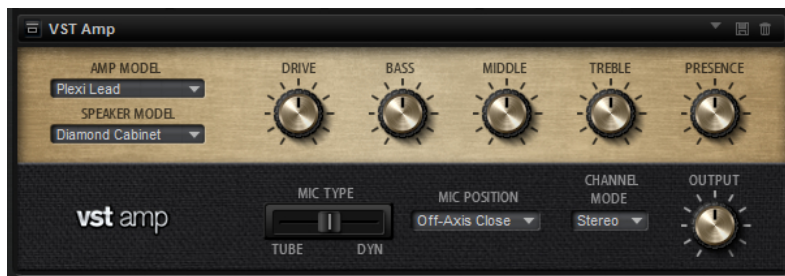 VST Amp
AMP MODEL
Plexi Lead
SPEAKER MODEL
Diamond Cabinet
DRIVE
BASS
MIDDLE
TREBLE
PRESENCE
vst amp
MIC TYPE
TUBE DYN
MIC POSITION
Off-Axis Close
CHANNEL
MODE
Stereo
OUTPUT